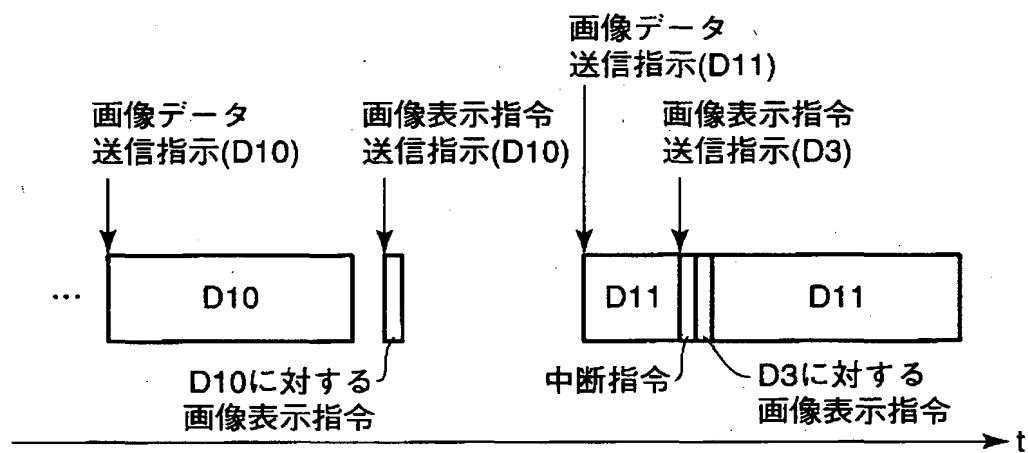 画像データ
送信指示(D11)
画像データ
送信指示(D10)
画像表示指令
送信指示(D10)
画像表示指令
送信指示(D3)
…
D10
D11
D11
D10に対する
画像表示指令
中断指令
D3に対する
画像表示指令
t